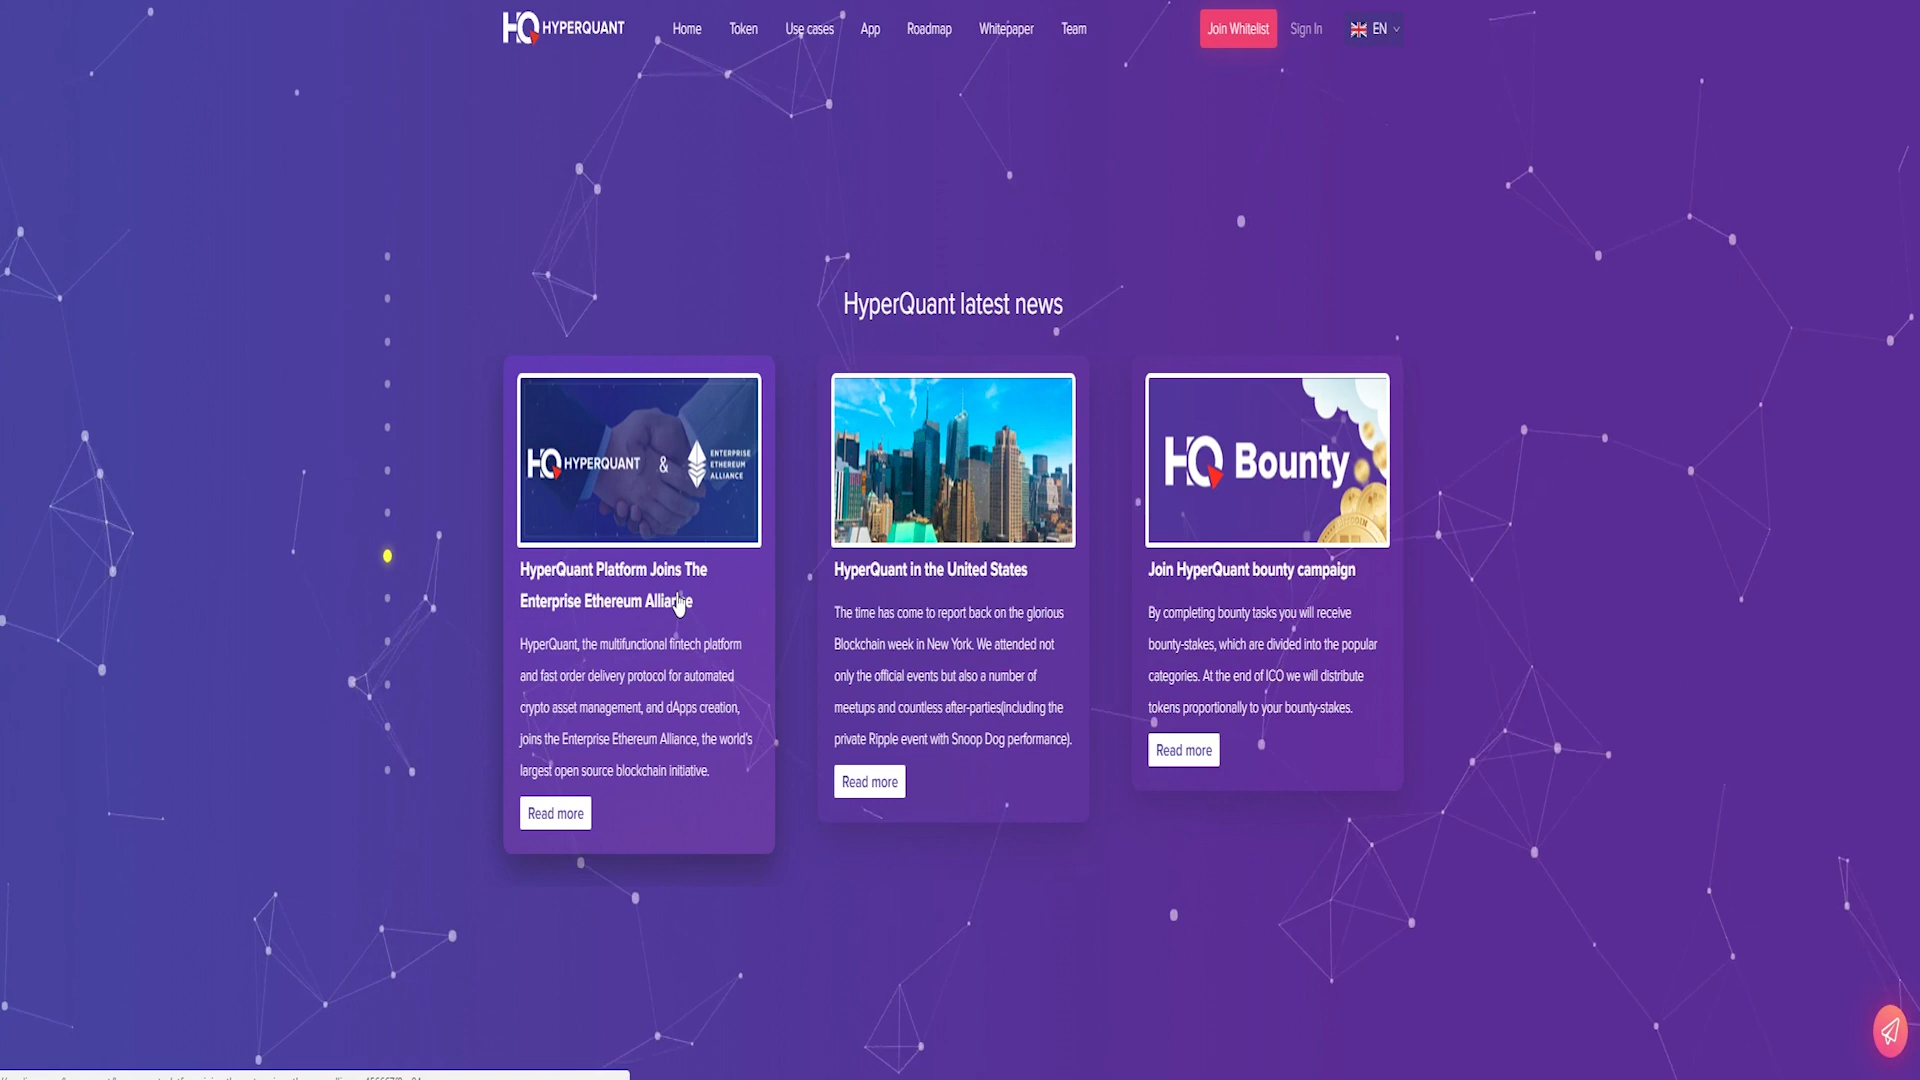 HQ HYPERQUANT
Home Token Use cases App Roadmap Whitepaper Team
Join Whitelist Sign In EN
HyperQuant latest news
HQ HYPERQUANT & ENTERPRISE
ETHEREUM
ALLIANCE
HyperQuant Platform Joins The
Enterprise Ethereum Alliance
HyperQuant, the multifunctional fintech platform
and fast order delivery protocol for automated
crypto asset management, and dApps creation,
joins the Enterprise Ethereum Alliance, the world's
largest open source blockchain initiative.
Read more
HyperQuant in the United States
The time has come to report back on the glorious
Blockchain week in New York. We attended not
only the official events but also a number of
meetups and countless after-parties(including the
private Ripple event with Snoop Dog performance).
Read more
HQ Bounty
Join HyperQuant bounty campaign
By completing bounty tasks you will receive
bounty-stakes, which are divided into the popular
categories. At the end of ICO we will distribute
tokens proportionally to your bounty-stakes.
Read more